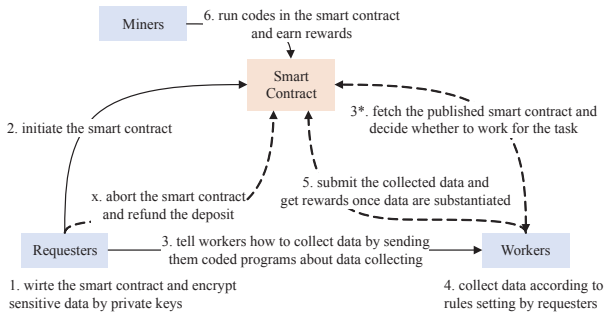 Miners
6. run codes in the smart contract
and earn rewards
Smart
Contract
2. initiate the smart contract
3*. fetch the published smart contract and
decide whether to work for the task
x. abort the smart contract
and refund the deposit
5. submit the collected data and
get rewards once data are substantiated
Requesters
3. tell workers how to collect data by sending
them coded programs about data collecting
Workers
1. wirte the smart contract and encrypt
sensitive data by private keys
4. collect data according to
rules setting by requesters